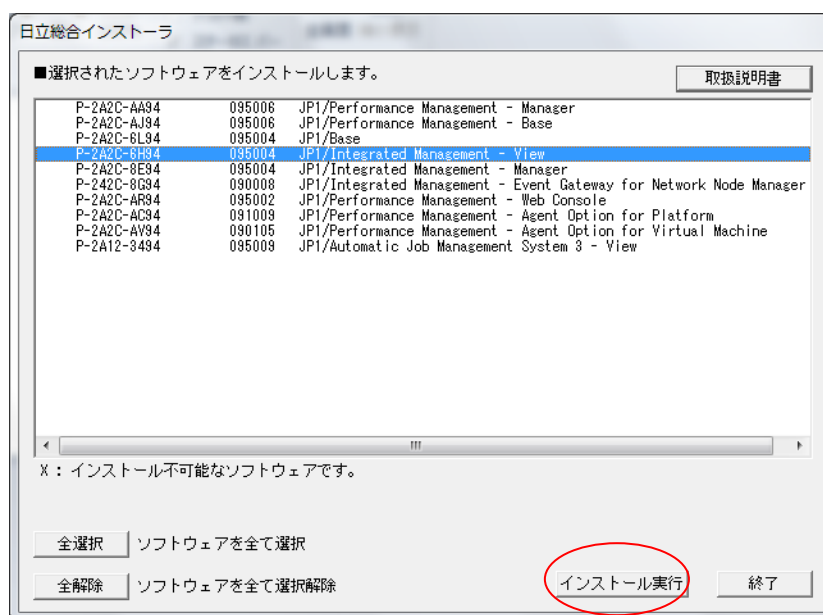 日立総合インストーラ
■選択されたソフトウェアをインストールします。
取扱説明書
P-2A2C-AA94 095006 JP1/Performance Management - Manager
P-2A2C-AJ94 095006 JP1/Performance Management - Base
P-2A2C-6L94 095004 JP1/Base
P-2A2C-6H94 095004 JP1/Integrated Management - View
P-2A2C-8E94 095004 JP1/Integrated Management - Manager
P-242C-8G94 090008 JP1/Integrated Management - Event Gateway for Network Node Manager
P-2A2C-AR94 095002 JP1/Performance Management - Web Console
P-2A2C-AC94 091009 JP1/Performance Management - Agent Option for Platform
P-2A2C-AV94 090105 JP1/Performance Management - Agent Option for Virtual Machine
P-2A12-3494 095009 JP1/Automatic Job Management System 3 - View
X : インストール不可能なソフトウェアです。
全選択 ソフトウェアを全て選択
全解除 ソフトウェアを全て選択解除
インストール実行 終了